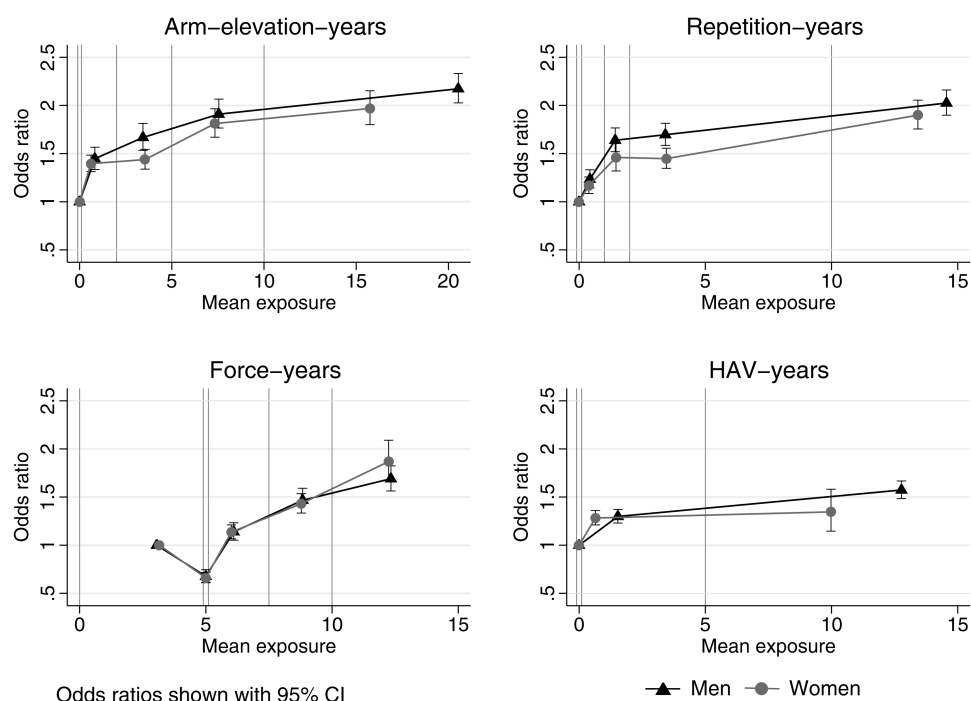 Arm−elevation−years
Repetition−years
Odds ratio
.5 1 1.5 2 2.5
0 5 10 15 20
Mean exposure
Odds ratio
.5 1 1.5 2 2.5
0 5 10 15
Mean exposure
Force−years
HAV−years
Odds ratio
.5 1 1.5 2 2.5
0 5 10 15
Mean exposure
Odds ratio
.5 1 1.5 2 2.5
0 5 10 15
Mean exposure
Odds ratios shown with 95% CI
Men Women